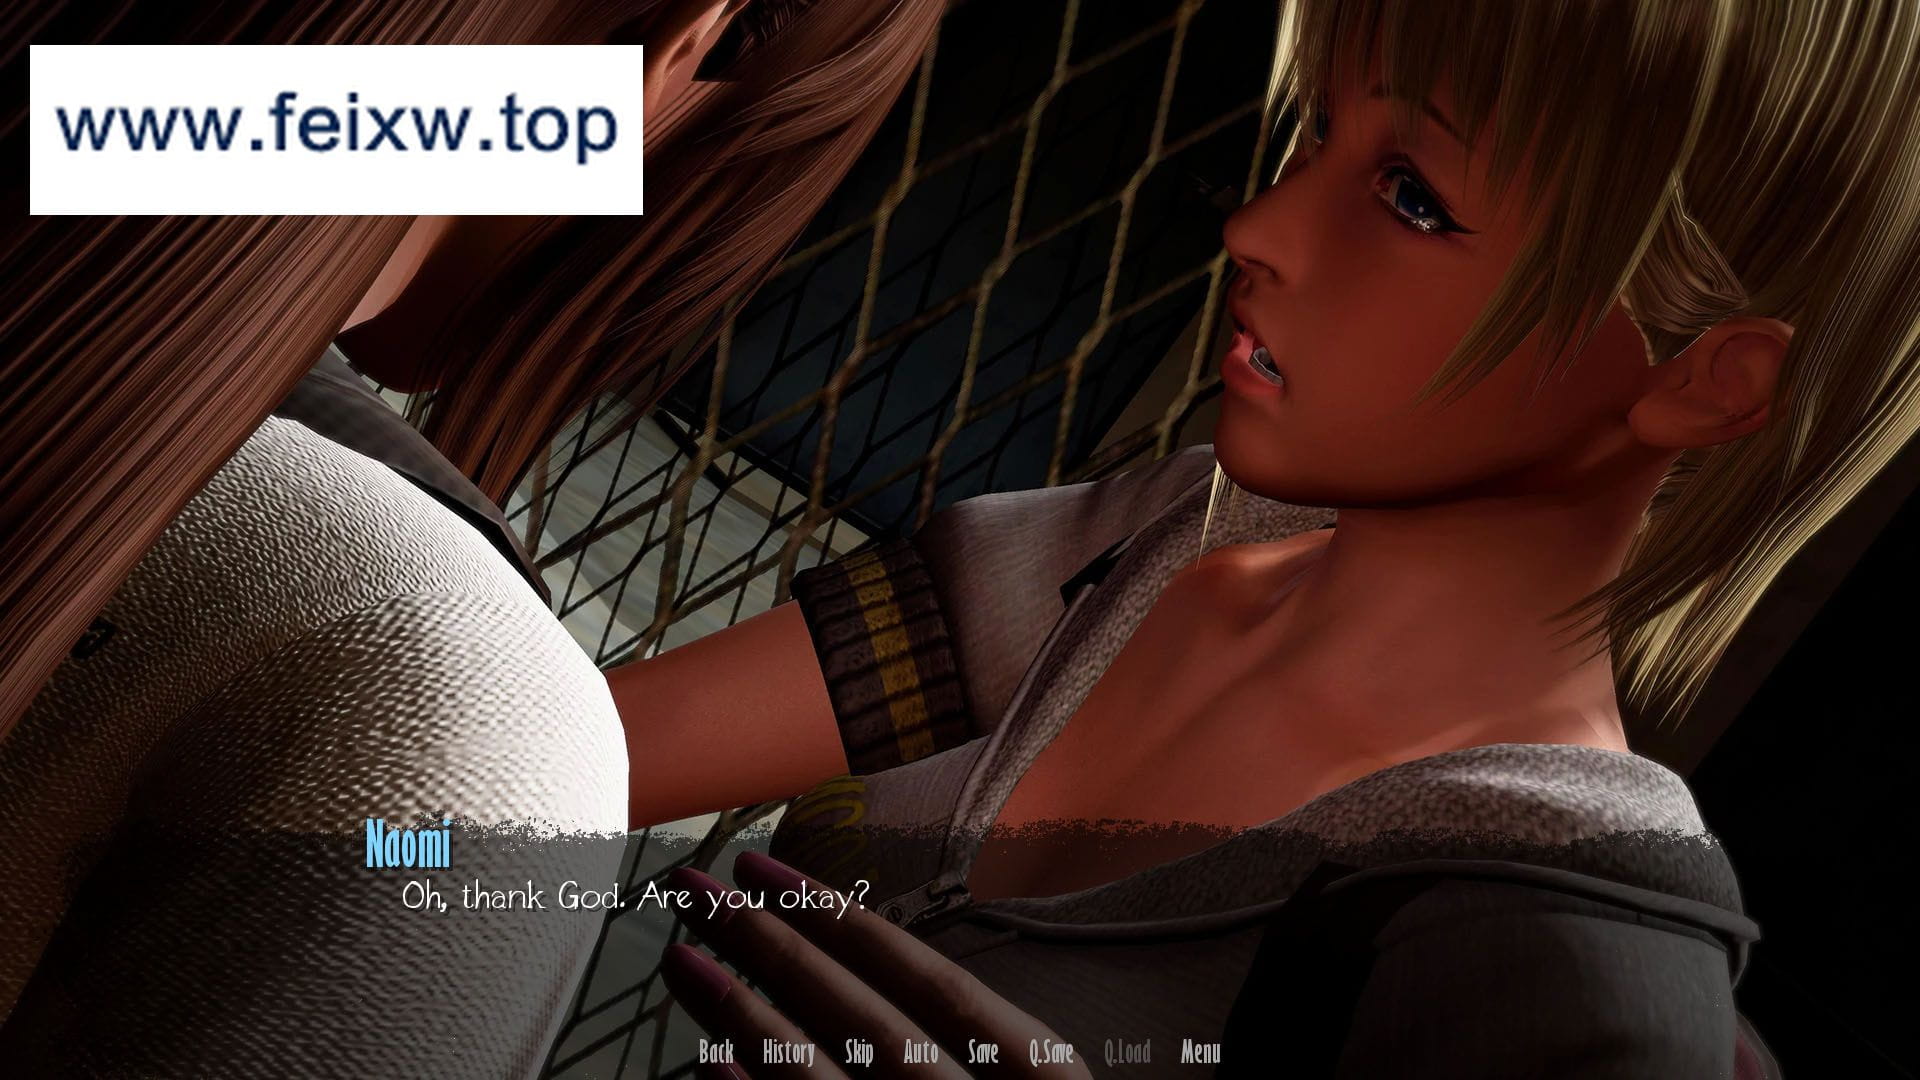 www.feixw.top
Naomi
Oh, thank God. Are you okay?
Back History Skip Auto Save Q.Save Q.Load Menu